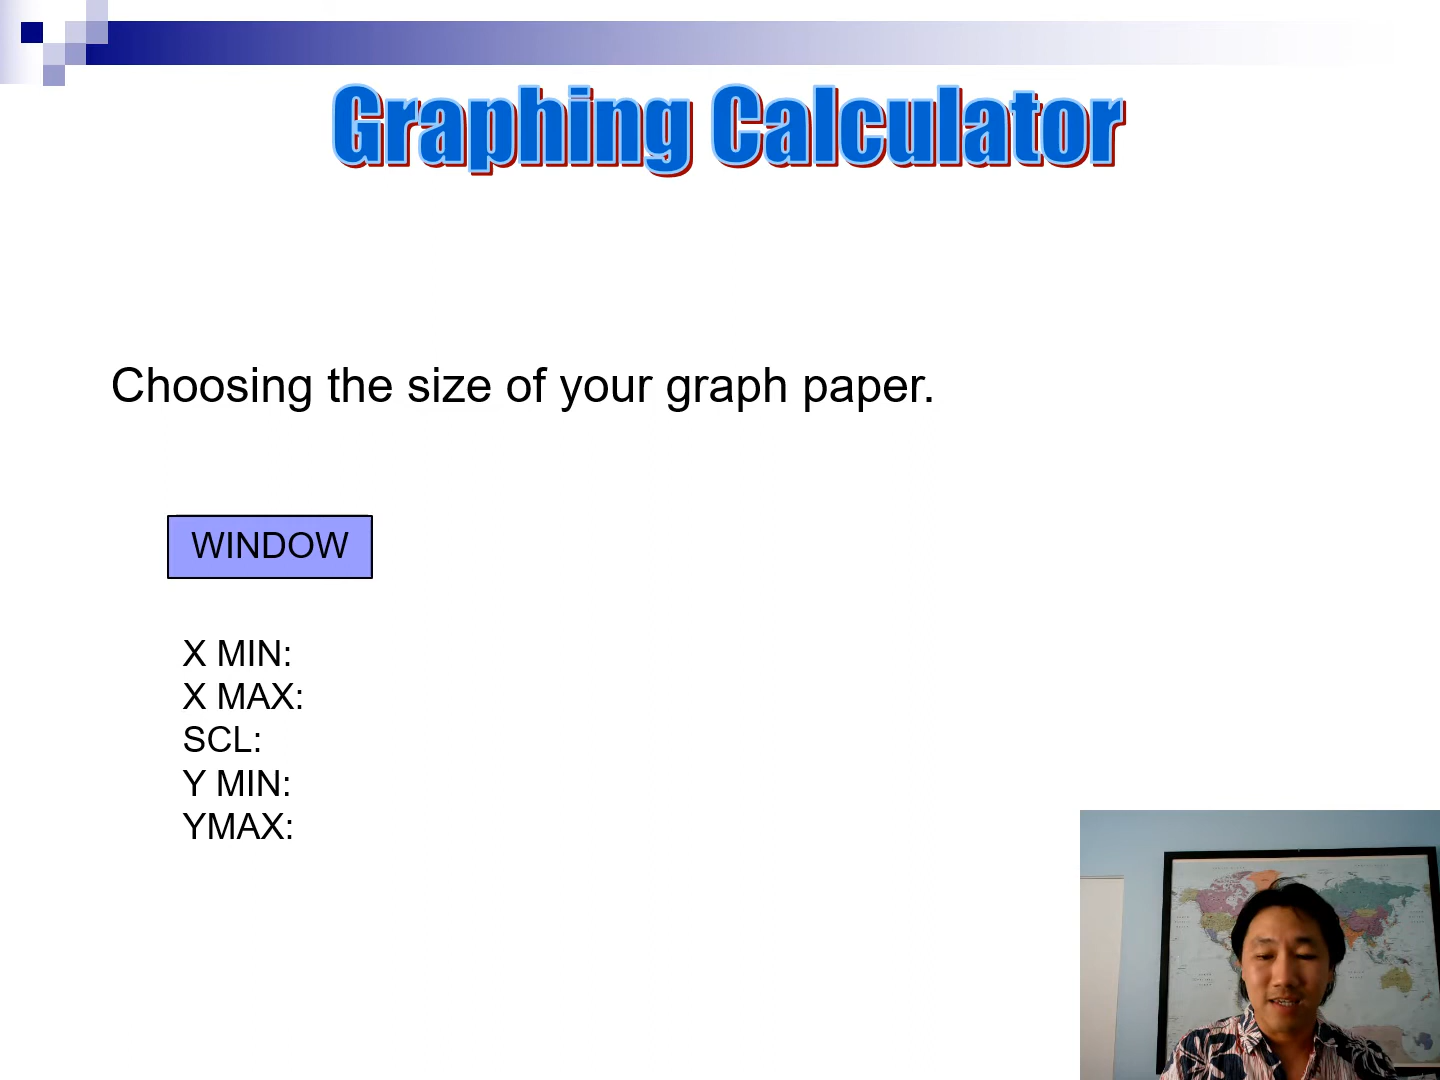 Graphing Calculator
Choosing the size of your graph paper.
WINDOW
X MIN:
X MAX:
SCL:
Y MIN:
YMAX: